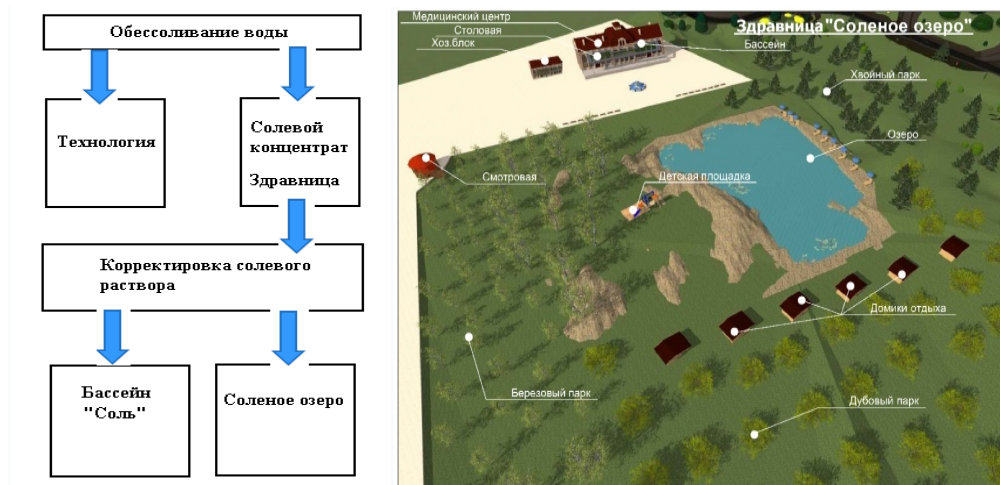 Обессоливание воды
Технология
Солевой
концентрат
Здравница
Корректировка солевого
раствора
Бассейн
"Соль"
Соленое озеро
Здравница "Соленое озеро"
Медицинский центр
Столовая
Хоз.блок
Бассейн
Хвойный парк
Озеро
Смотровая
Детская площадка
Домики отдыха
Березовый парк
Дубовый парк